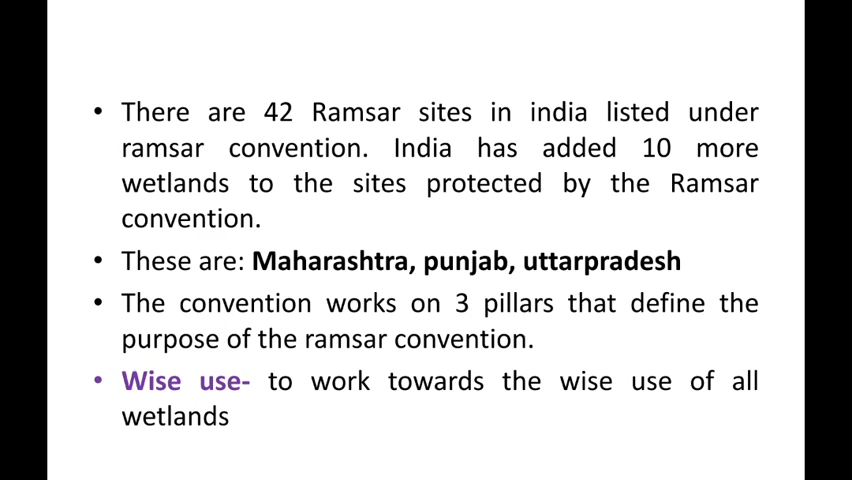 • There are 42 Ramsar sites in india listed under
ramsar convention. India has added 10 more
wetlands to the sites protected by the Ramsar
convention.
• These are: Maharashtra, punjab, uttarpradesh
• The convention works on 3 pillars that define the
purpose of the ramsar convention.
• Wise use- to work towards the wise use of all
wetlands